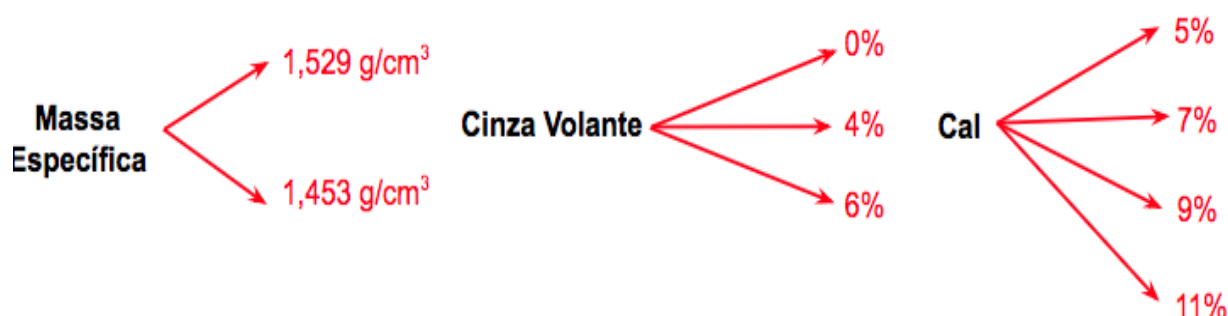 Massa
Específica
1,529 g/cm³
1,453 g/cm³
Cinza Volante
0%
4%
6%
Cal
5%
7%
9%
11%